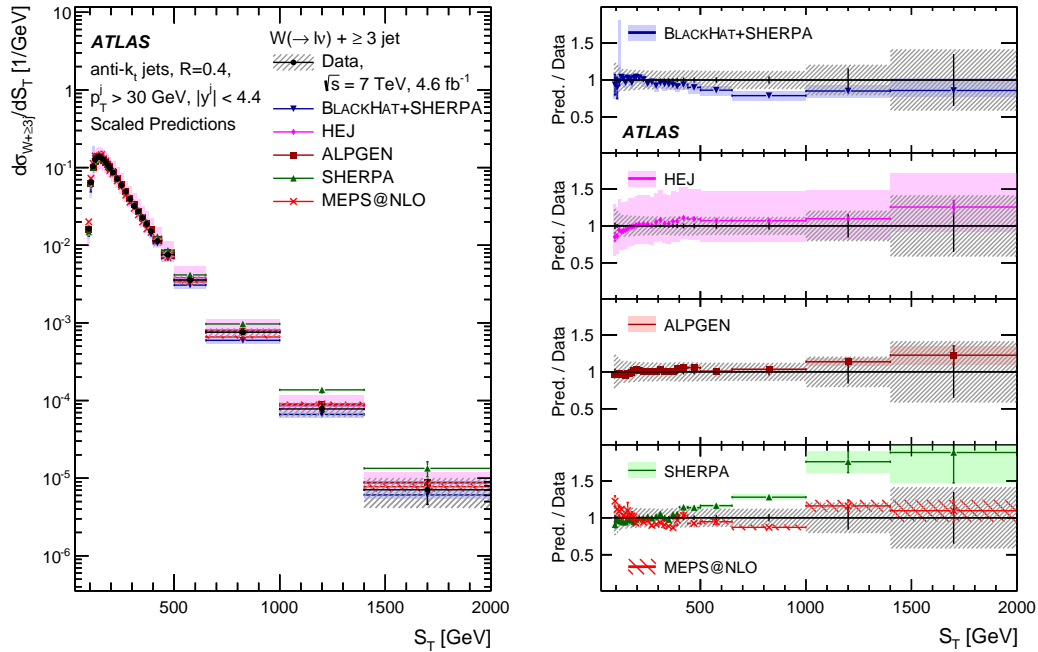 dσ_{W+≥3j}/dS_T [1/GeV]
10
1
10⁻¹
10⁻²
10⁻³
10⁻⁴
10⁻⁵
10⁻⁶
ATLAS
anti-k_t jets, R=0.4,
p_T^j > 30 GeV, |y^j| < 4.4
Scaled Predictions
W(→ lν) + ≥ 3 jet
Data,
√s = 7 TeV, 4.6 fb⁻¹
BLACKHAT+SHERPA
HEJ
ALPGEN
SHERPA
MEPS@NLO
500 1000 1500 2000
S_T [GeV]
Pred. / Data
1.5
1
0.5
BLACKHAT+SHERPA
ATLAS
Pred. / Data
1.5
1
0.5
HEJ
Pred. / Data
1.5
1
0.5
ALPGEN
Pred. / Data
1.5
1
0.5
SHERPA
MEPS@NLO
500 1000 1500 2000
S_T [GeV]